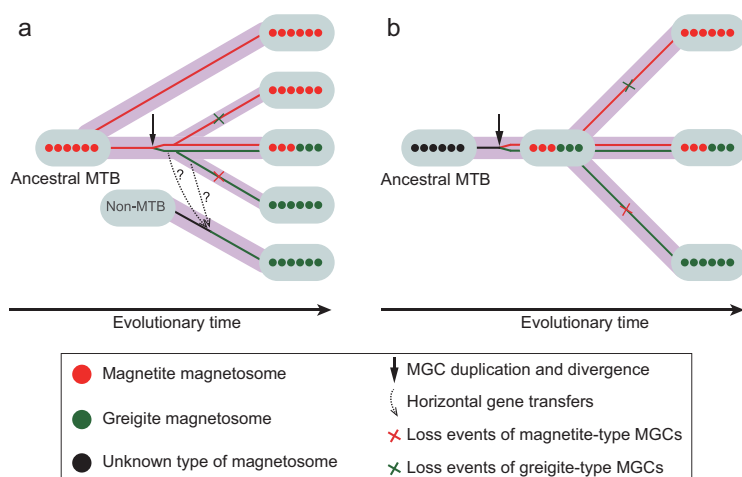 a
b
Ancestral MTB
Ancestral MTB
Non-MTB
?
?
Evolutionary time
Evolutionary time
Magnetite magnetosome
Greigite magnetosome
Unknown type of magnetosome
MGC duplication and divergence
Horizontal gene transfers
Loss events of magnetite-type MGCs
Loss events of greigite-type MGCs